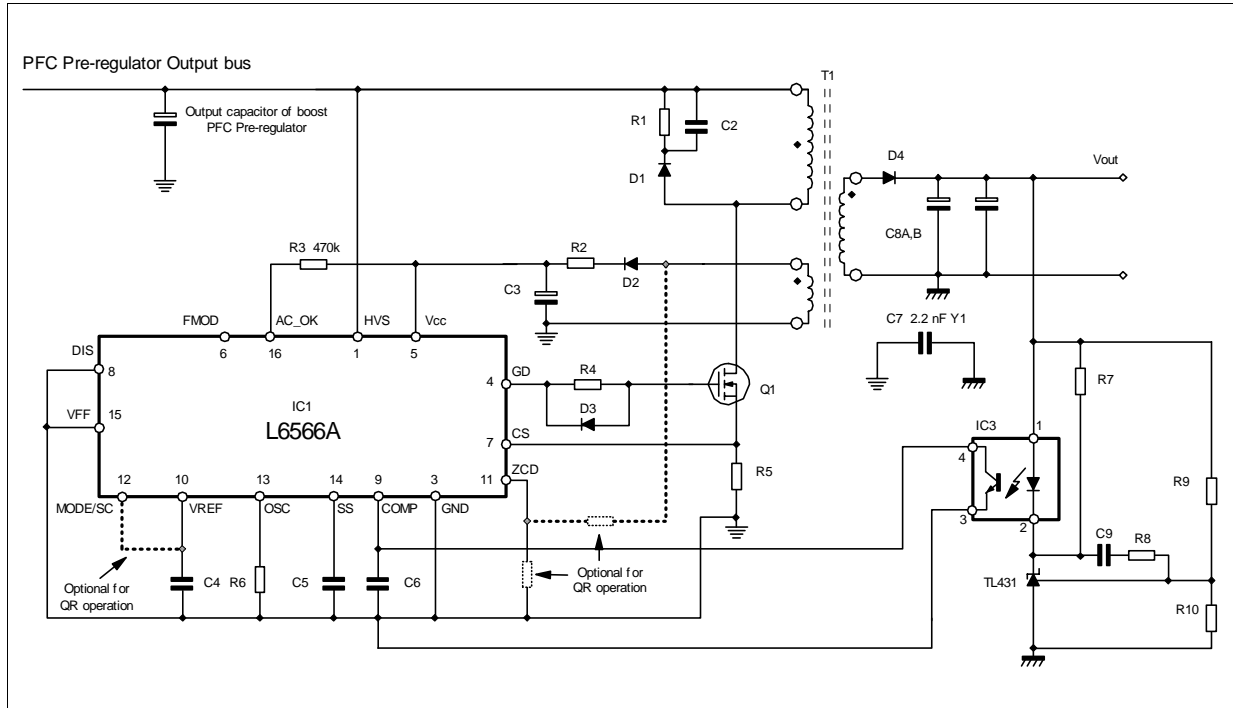 PFC Pre-regulator Output bus
T1
Output capacitor of boost
PFC Pre-regulator
R1
C2
D1
D4
Vout
C8A,B
R3 470k
R2
D2
C3
C7 2.2 nF Y1
FMOD
AC_OK
HVS
Vcc
6
16
1
5
DIS
8
4
GD
R4
Q1
D3
R7
VFF
15
IC1
L6566A
CS
7
ZCD
11
IC3
1
4
R5
R9
12
10
13
14
9
3
MODE/SC
VREF
OSC
SS
COMP
GND
3
2
C9
R8
Optional for
QR operation
C4
R6
C5
C6
Optional for
QR operation
TL431
R10